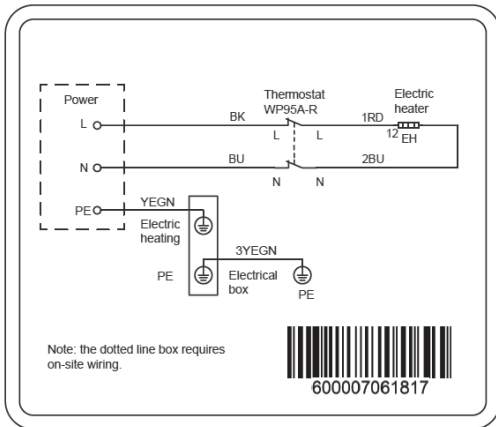 Power
Thermostat
WP95A-R
Electric
heater
L
BK
L
L
1RD
12
EH
N
BU
N
N
2BU
PE
YEGN
Electric
heating
3YEGN
PE
Electrical
box
PE
Note: the dotted line box requires
on-site wiring.
600007061817